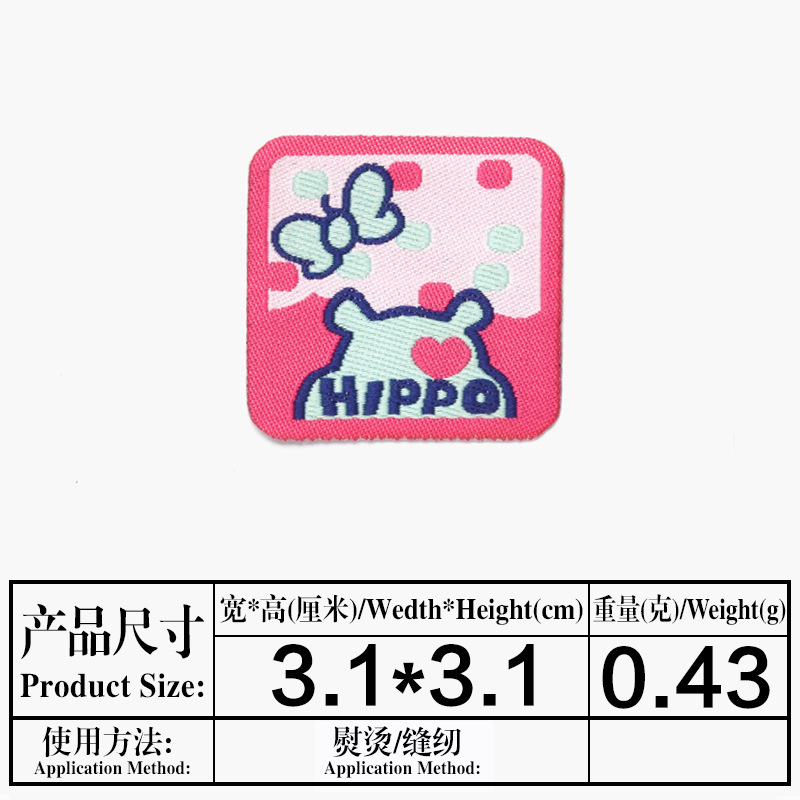 HIPPO
产品尺寸
Product Size:
宽*高(厘米)/Wedth*Height(cm)
重量(克)/Weight(g)
3.1*3.1
0.43
使用方法:
Application Method:
熨烫/缝纫
Application Method: